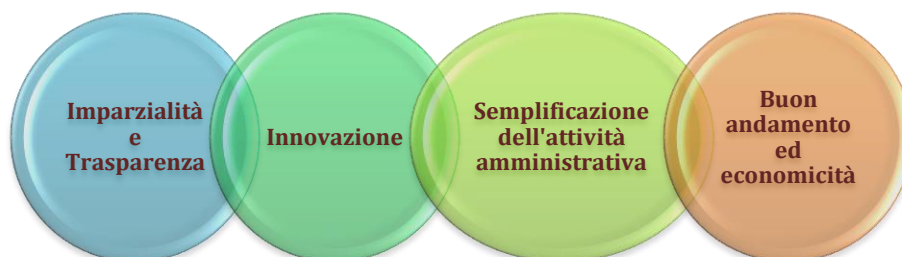 Imparzialità
e
Trasparenza
Innovazione
Semplificazione
dell'attività
amministrativa
Buon
andamento
ed
economicità